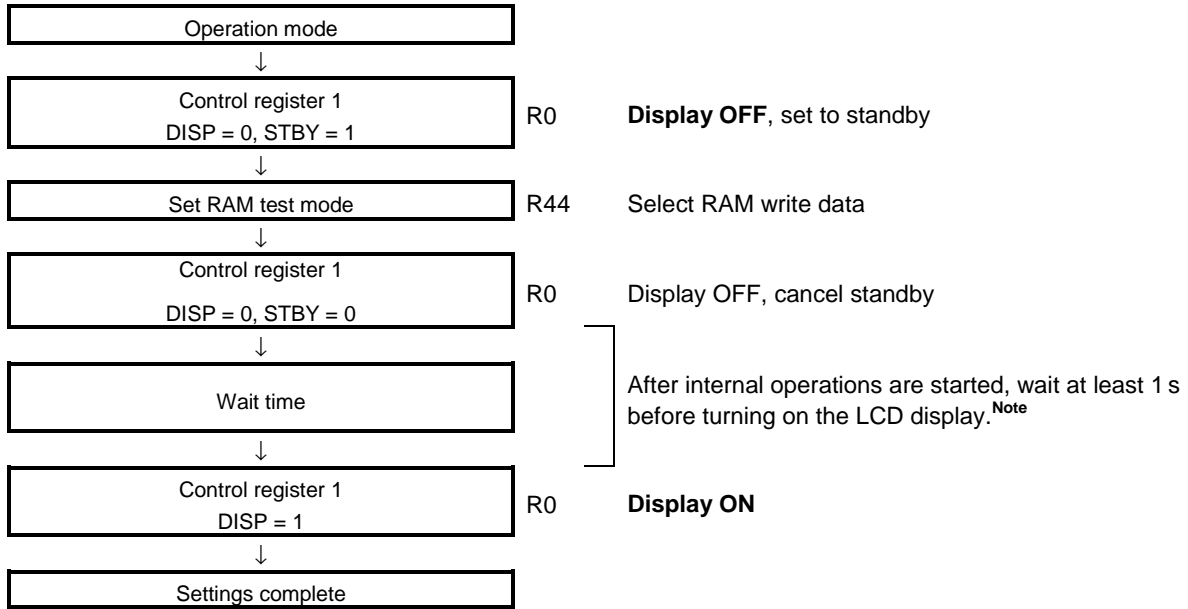 Operation mode
↓
Control register 1
DISP = 0, STBY = 1
R0 Display OFF, set to standby
↓
Set RAM test mode R44 Select RAM write data
↓
Control register 1
DISP = 0, STBY = 0
R0 Display OFF, cancel standby
↓
Wait time
After internal operations are started, wait at least 1 s
before turning on the LCD display.Note
↓
Control register 1
DISP = 1
R0 Display ON
↓
Settings complete